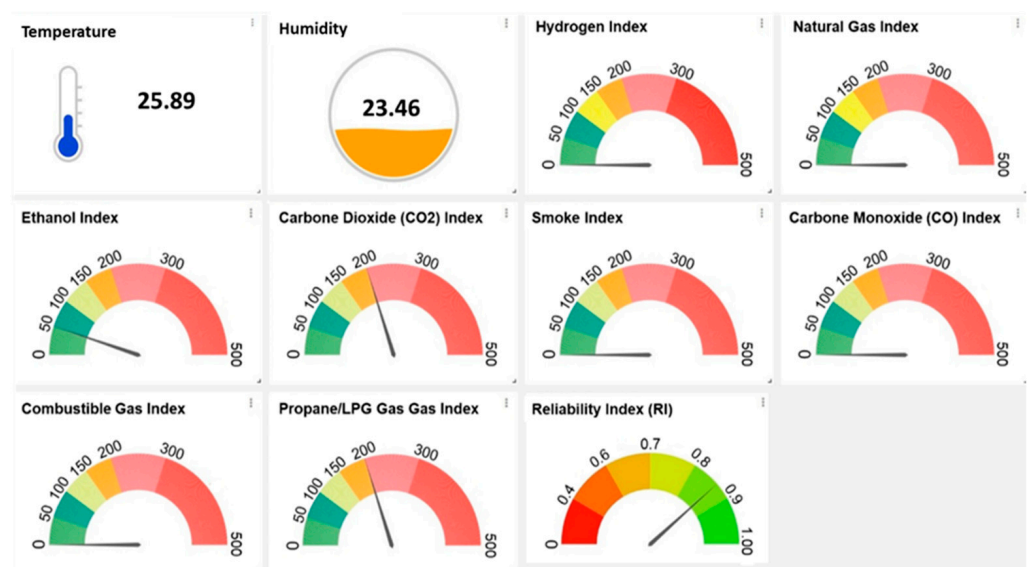 Temperature
25.89
Humidity
23.46
Hydrogen Index
0 50 100 150 200 300 500
Natural Gas Index
0 50 100 150 200 300 500
Ethanol Index
0 50 100 150 200 300 500
Carbone Dioxide (CO2) Index
0 50 100 150 200 300 500
Smoke Index
0 50 100 150 200 300 500
Carbone Monoxide (CO) Index
0 50 100 150 200 300 500
Combustible Gas Index
0 50 100 150 200 300 500
Propane/LPG Gas Gas Index
0 50 100 150 200 300 500
Reliability Index (RI)
0 0.4 0.6 0.7 0.8 0.9 1.00